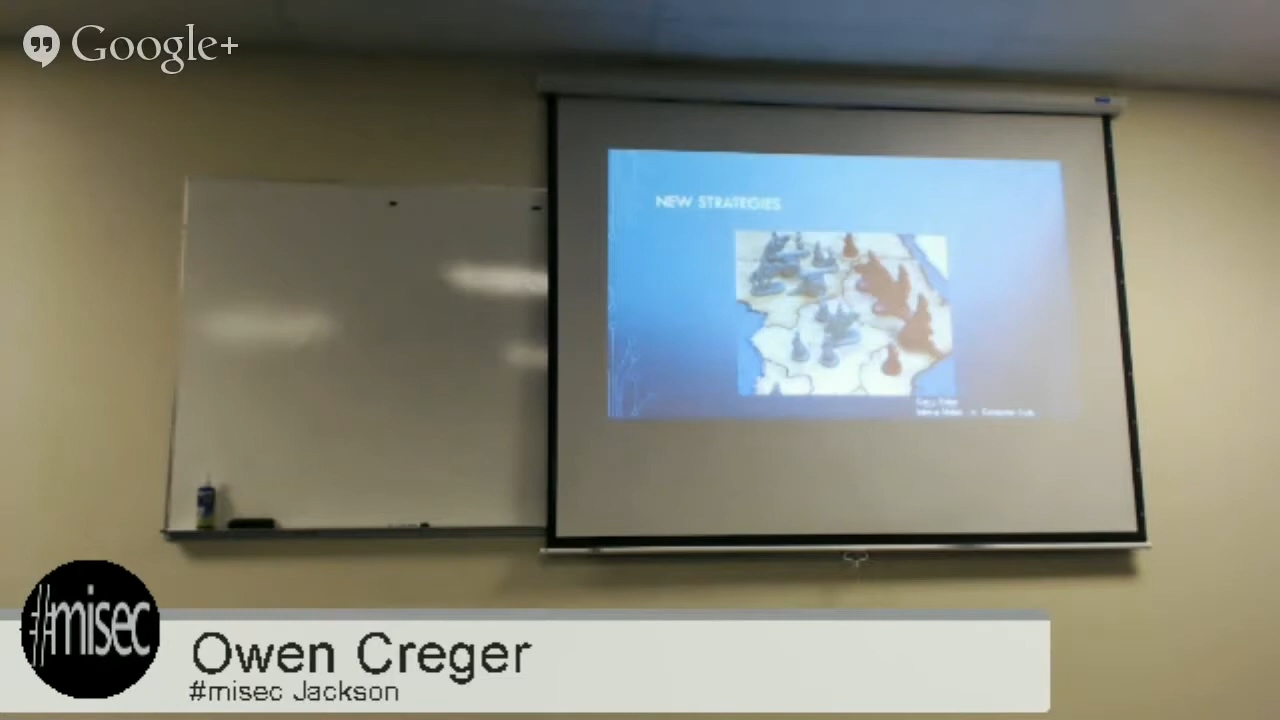 Google+
NEW STRATEGIES
#misec
Owen Creger
#misec Jackson